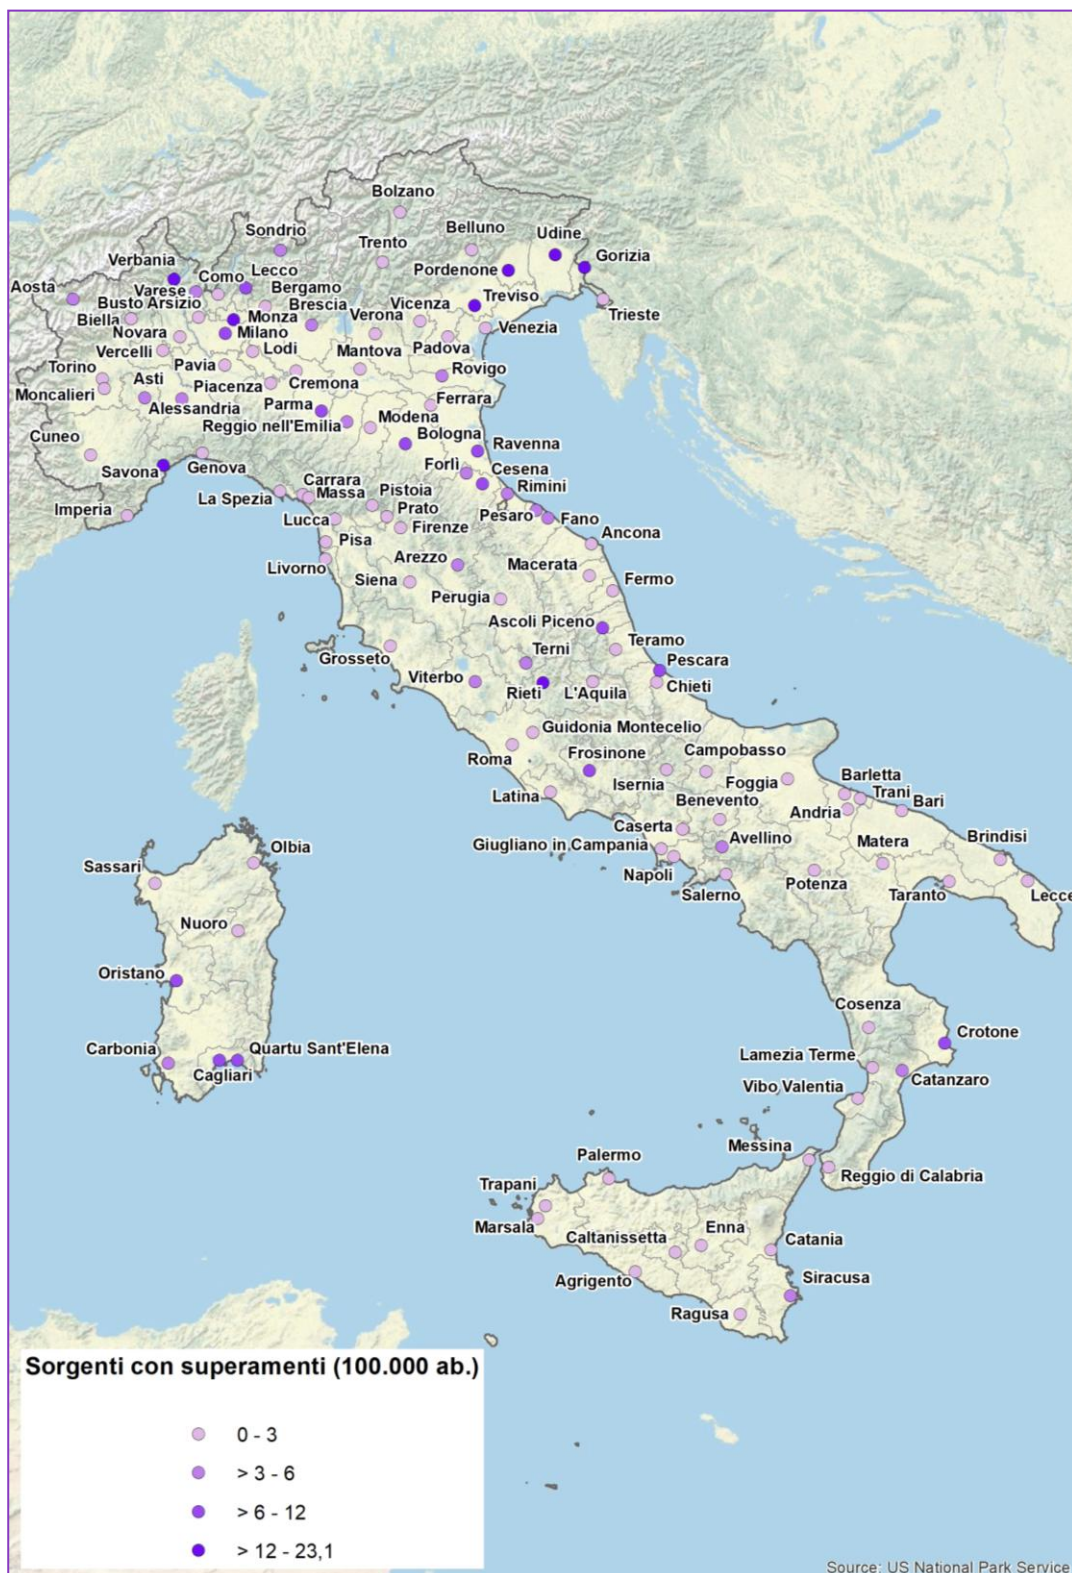 Bolzano
Sondrio
Belluno
Udine
Trento
Verbania
Pordenone
Gorizia
Como
Lecco
Aosta
Varese
Bergamo
Busto Arsizio
Brescia
Vicenza
Treviso
Biella
Monza
Verona
Trieste
Novara
Milano
Venezia
Vercelli
Lodi
Padova
Torino
Pavia
Mantova
Asti
Piacenza
Cremona
Rovigo
Moncalieri
Alessandria
Parma
Ferrara
Reggio nell'Emilia
Modena
Cuneo
Bologna
Ravenna
Savona
Genova
Forlì
Cesena
Carrara
Rimini
La Spezia
Massa
Pistoia
Imperia
Lucca
Prato
Pesaro
Fano
Firenze
Pisa
Ancona
Arezzo
Macerata
Livorno
Siena
Fermo
Perugia
Ascoli Piceno
Grosseto
Terni
Teramo
Pescara
Viterbo
Rieti
L'Aquila
Chieti
Guidonia Montecelio
Roma
Frosinone
Campobasso
Isernia
Foggia
Barletta
Latina
Trani
Benevento
Andria
Bari
Caserta
Avellino
Matera
Brindisi
Giugliano in Campania
Olbia
Sassari
Napoli
Salerno
Potenza
Taranto
Lecce
Nuoro
Oristano
Cosenza
Crotone
Carbonia
Quartu Sant'Elena
Lamezia Terme
Cagliari
Catanzaro
Vibo Valentia
Messina
Palermo
Reggio di Calabria
Trapani
Marsala
Enna
Caltanissetta
Catania
Agrigento
Siracusa
Ragusa
Sorgenti con superamenti (100.000 ab.)
0 - 3
> 3 - 6
> 6 - 12
> 12 - 23,1
Source: US National Park Service